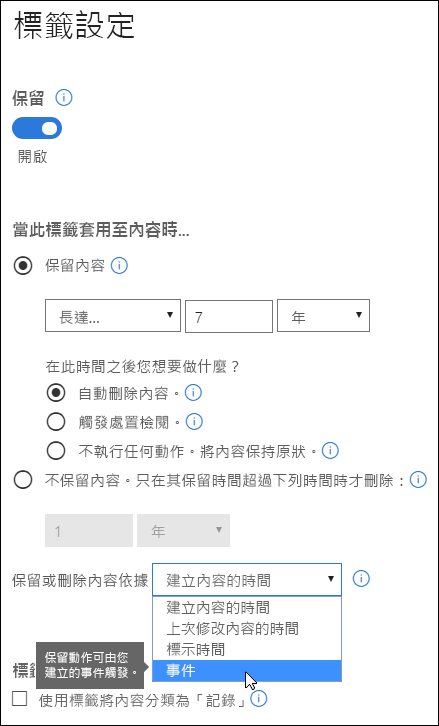 標籤設定
保留
開啟
當此標籤套用至內容時...
保留內容
長達... 7 年
在此時間之後您想要做什麼？
自動刪除內容。
觸發處置檢閱。
不執行任何動作。將內容保持原狀。
不保留內容。只在其保留時間超過下列時間時才刪除：
1 年
保留或刪除內容依據 建立內容的時間
建立內容的時間
上次修改內容的時間
標示時間
保留動作可由您
建立的事件觸發。
事件
標籤
使用標籤將內容分類為「記錄」